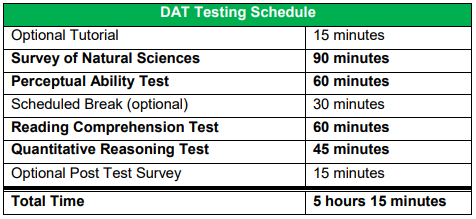 DAT Testing Schedule
Optional Tutorial 15 minutes
Survey of Natural Sciences 90 minutes
Perceptual Ability Test 60 minutes
Scheduled Break (optional) 30 minutes
Reading Comprehension Test 60 minutes
Quantitative Reasoning Test 45 minutes
Optional Post Test Survey 15 minutes
Total Time 5 hours 15 minutes